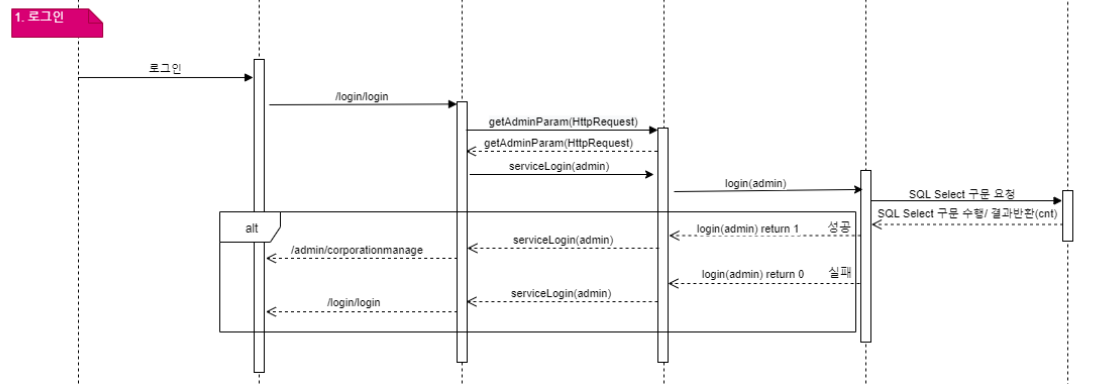 1. 로그인
로그인
/login/login
getAdminParam(HttpRequest)
getAdminParam(HttpRequest)
serviceLogin(admin)
login(admin)
SQL Select 구문 요청
SQL Select 구문 수행/ 결과반환(cnt)
alt
login(admin) return 1 성공
serviceLogin(admin)
/admin/corporationmanage
login(admin) return 0 실패
serviceLogin(admin)
/login/login